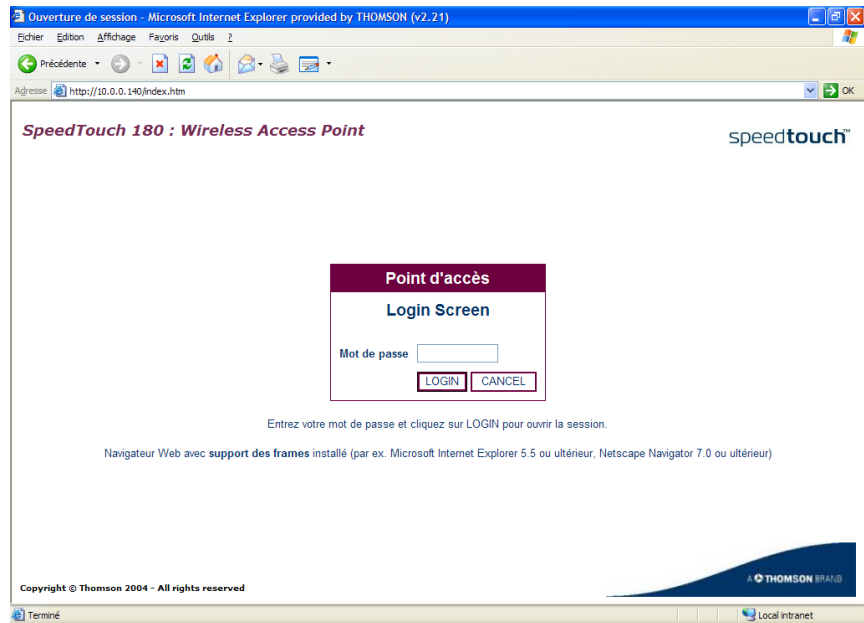 Ouverture de session - Microsoft Internet Explorer provided by THOMSON (v2.21)
Fichier Edition Affichage Favoris Outils ?
Précédente
Adresse http://10.0.0.140/index.htm OK
SpeedTouch 180 : Wireless Access Point
speedtouch™
Point d'accès
Login Screen
Mot de passe
LOGIN CANCEL
Entrez votre mot de passe et cliquez sur LOGIN pour ouvrir la session.
Navigateur Web avec support des frames installé (par ex. Microsoft Internet Explorer 5.5 ou ultérieur, Netscape Navigator 7.0 ou ultérieur)
A THOMSON BRAND
Copyright © Thomson 2004 - All rights reserved
Terminé Local intranet